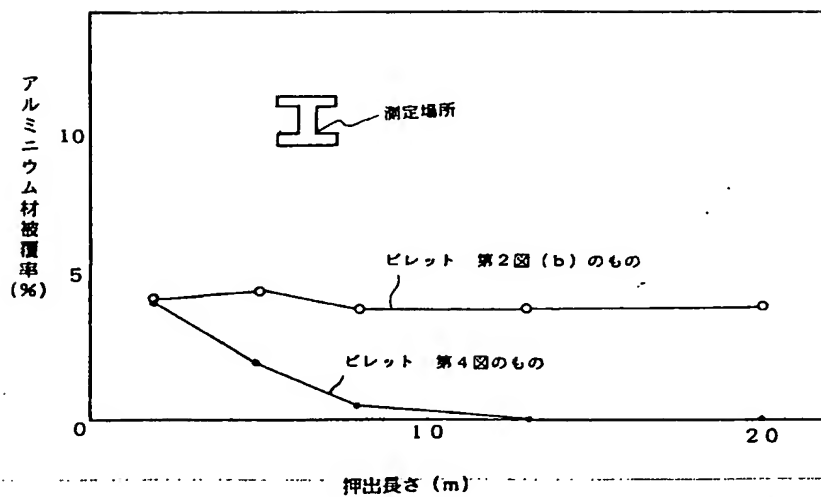 アルミニウム材被覆率
(%)
10
5
0
測定場所
ビレット 第2図(b)のもの
ビレット 第4図のもの
10
20
押出長さ(m)